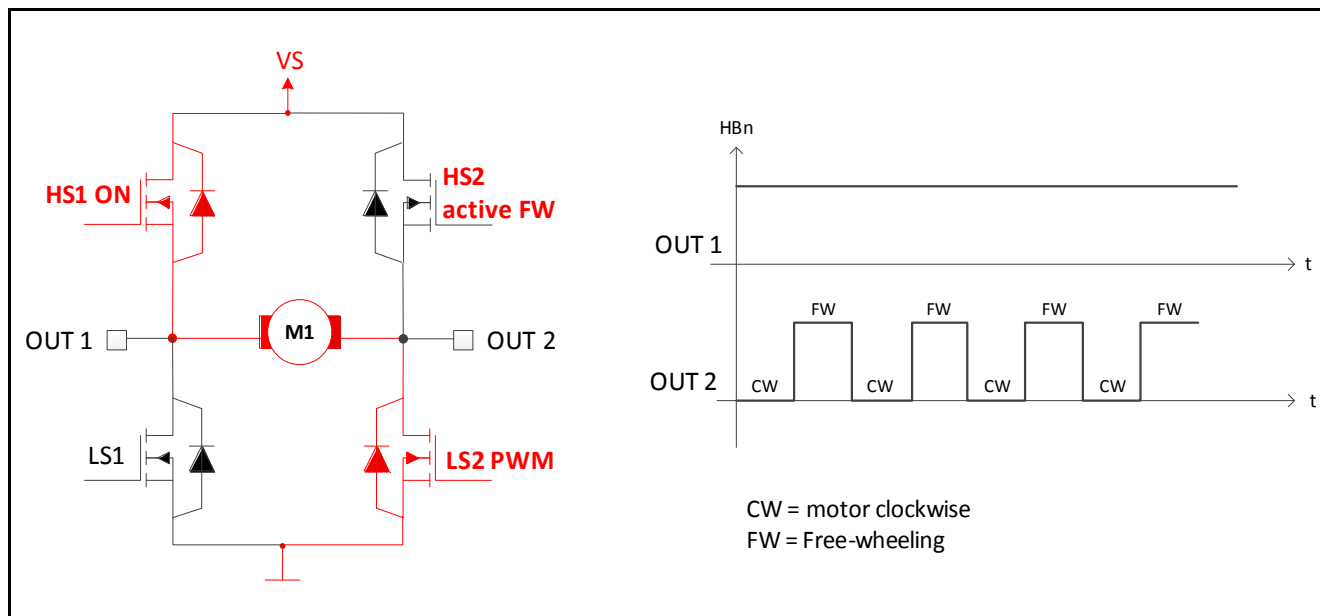 VS
HS1 ON
HS2
active FW
OUT 1
M1
OUT 2
LS1
LS2 PWM
HBn
OUT 1
t
FW FW FW FW
OUT 2
CW CW CW CW
t
CW = motor clockwise
FW = Free-wheeling